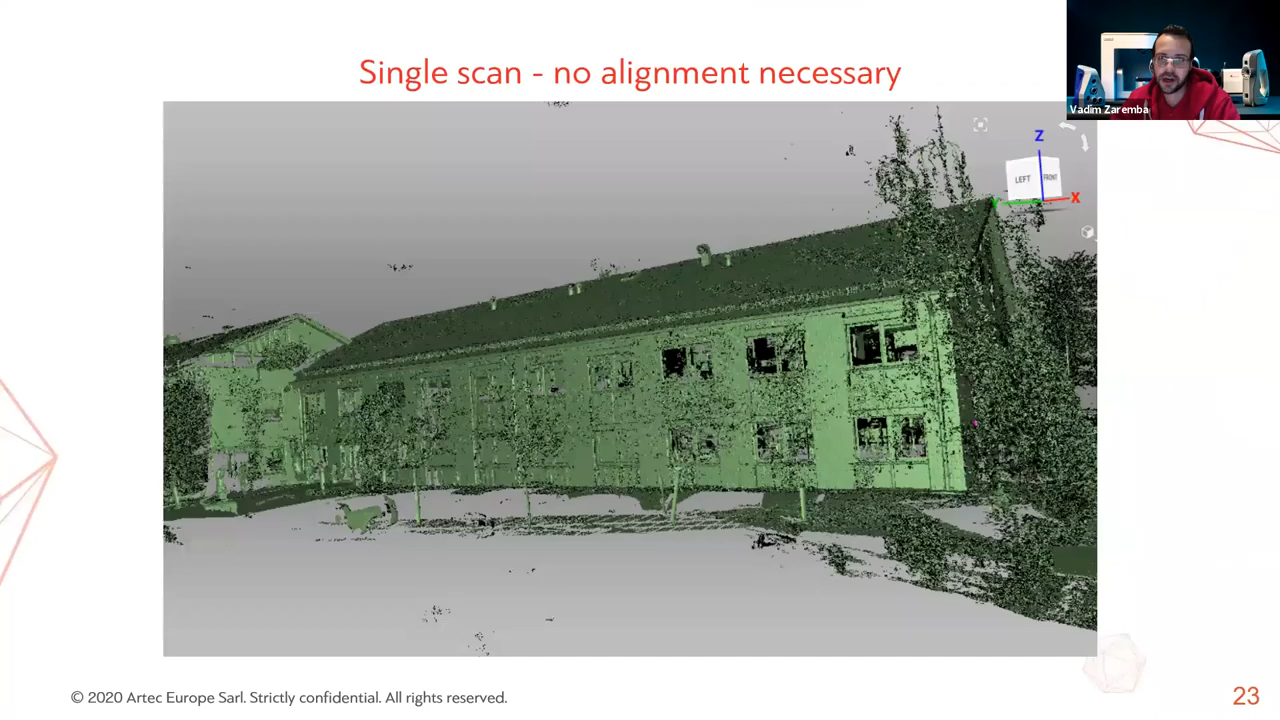 Single scan - no alignment necessary
Vadim Zaremba
Z
LEFT
FRONT
Y
X
© 2020 Artec Europe Sarl. Strictly confidential. All rights reserved.
23